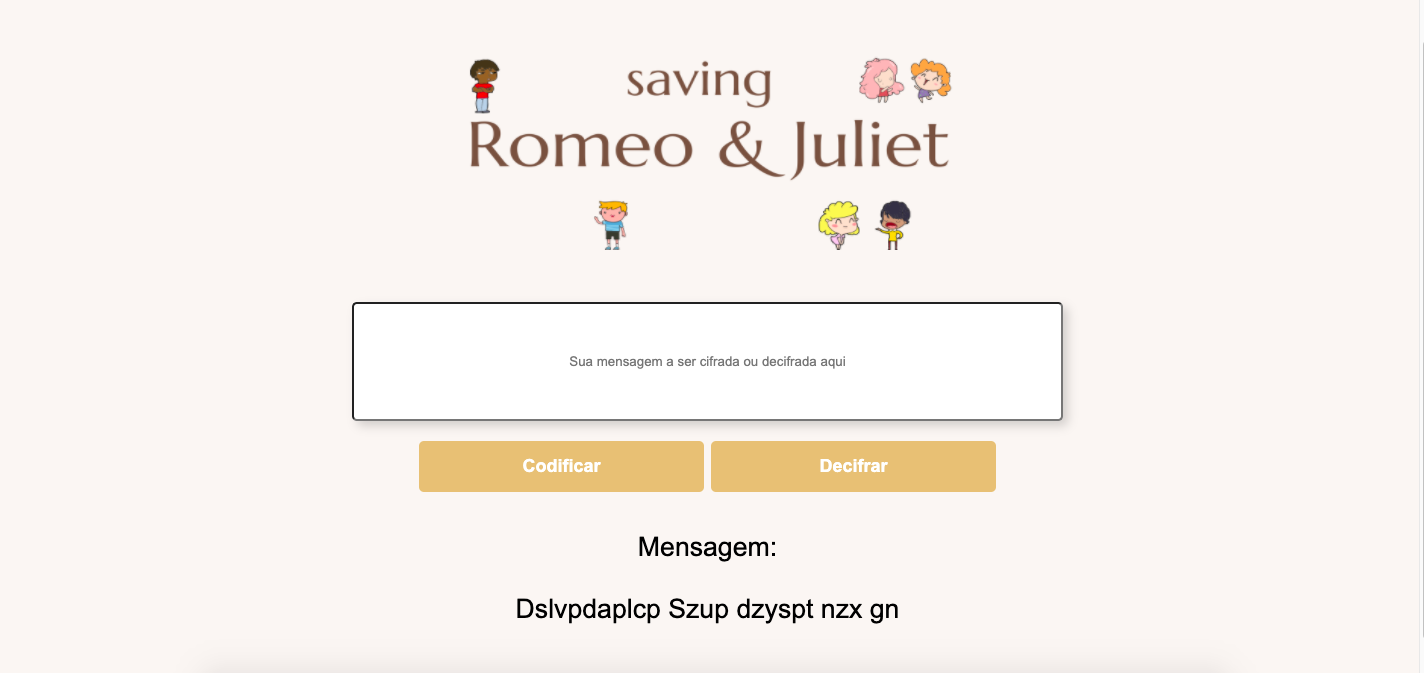 saving
Romeo & Juliet
Sua mensagem a ser cifrada ou decifrada aqui
Codificar Decifrar
Mensagem:
Dslvpdaplcp Szup dzyspt nzx gn